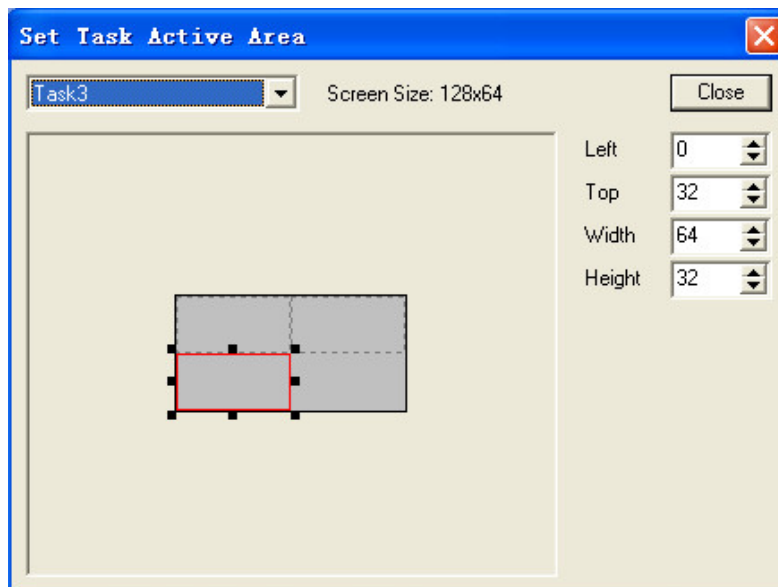 Set Task Active Area
Task3
Screen Size: 128x64
Close
Left 0
Top 32
Width 64
Height 32